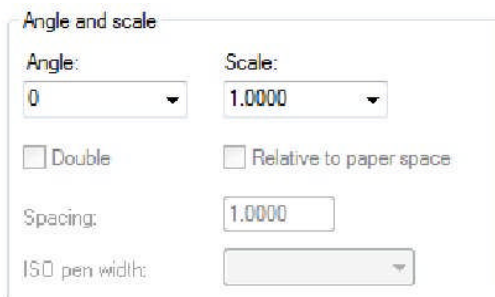 Angle and scale
Angle: Scale:
0 1.0000
Double Relative to paper space
Spacing: 1.0000
ISO pen width: